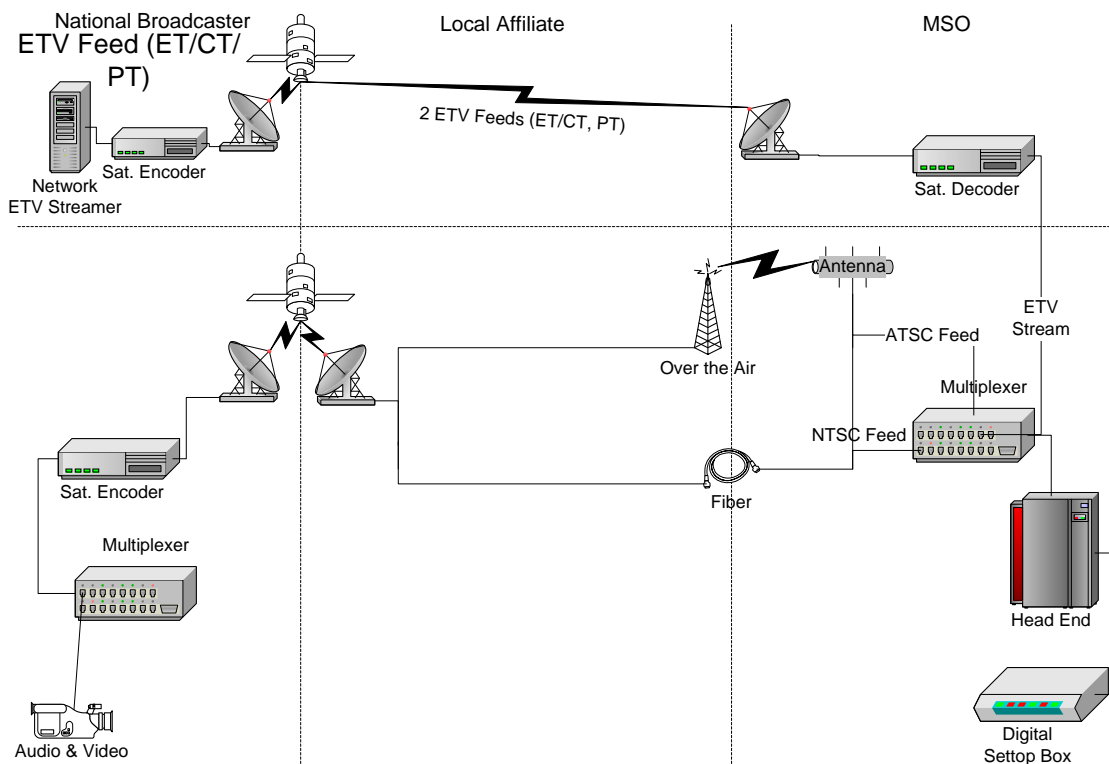 National Broadcaster
ETV Feed (ET/CT/
PT)
Local Affiliate
MSO
2 ETV Feeds (ET/CT, PT)
Sat. Encoder
Network
ETV Streamer
Sat. Decoder
Antenna
ETV
Stream
ATSC Feed
Over the Air
Multiplexer
NTSC Feed
Sat. Encoder
Fiber
Multiplexer
Head End
Audio & Video
Digital
Settop Box